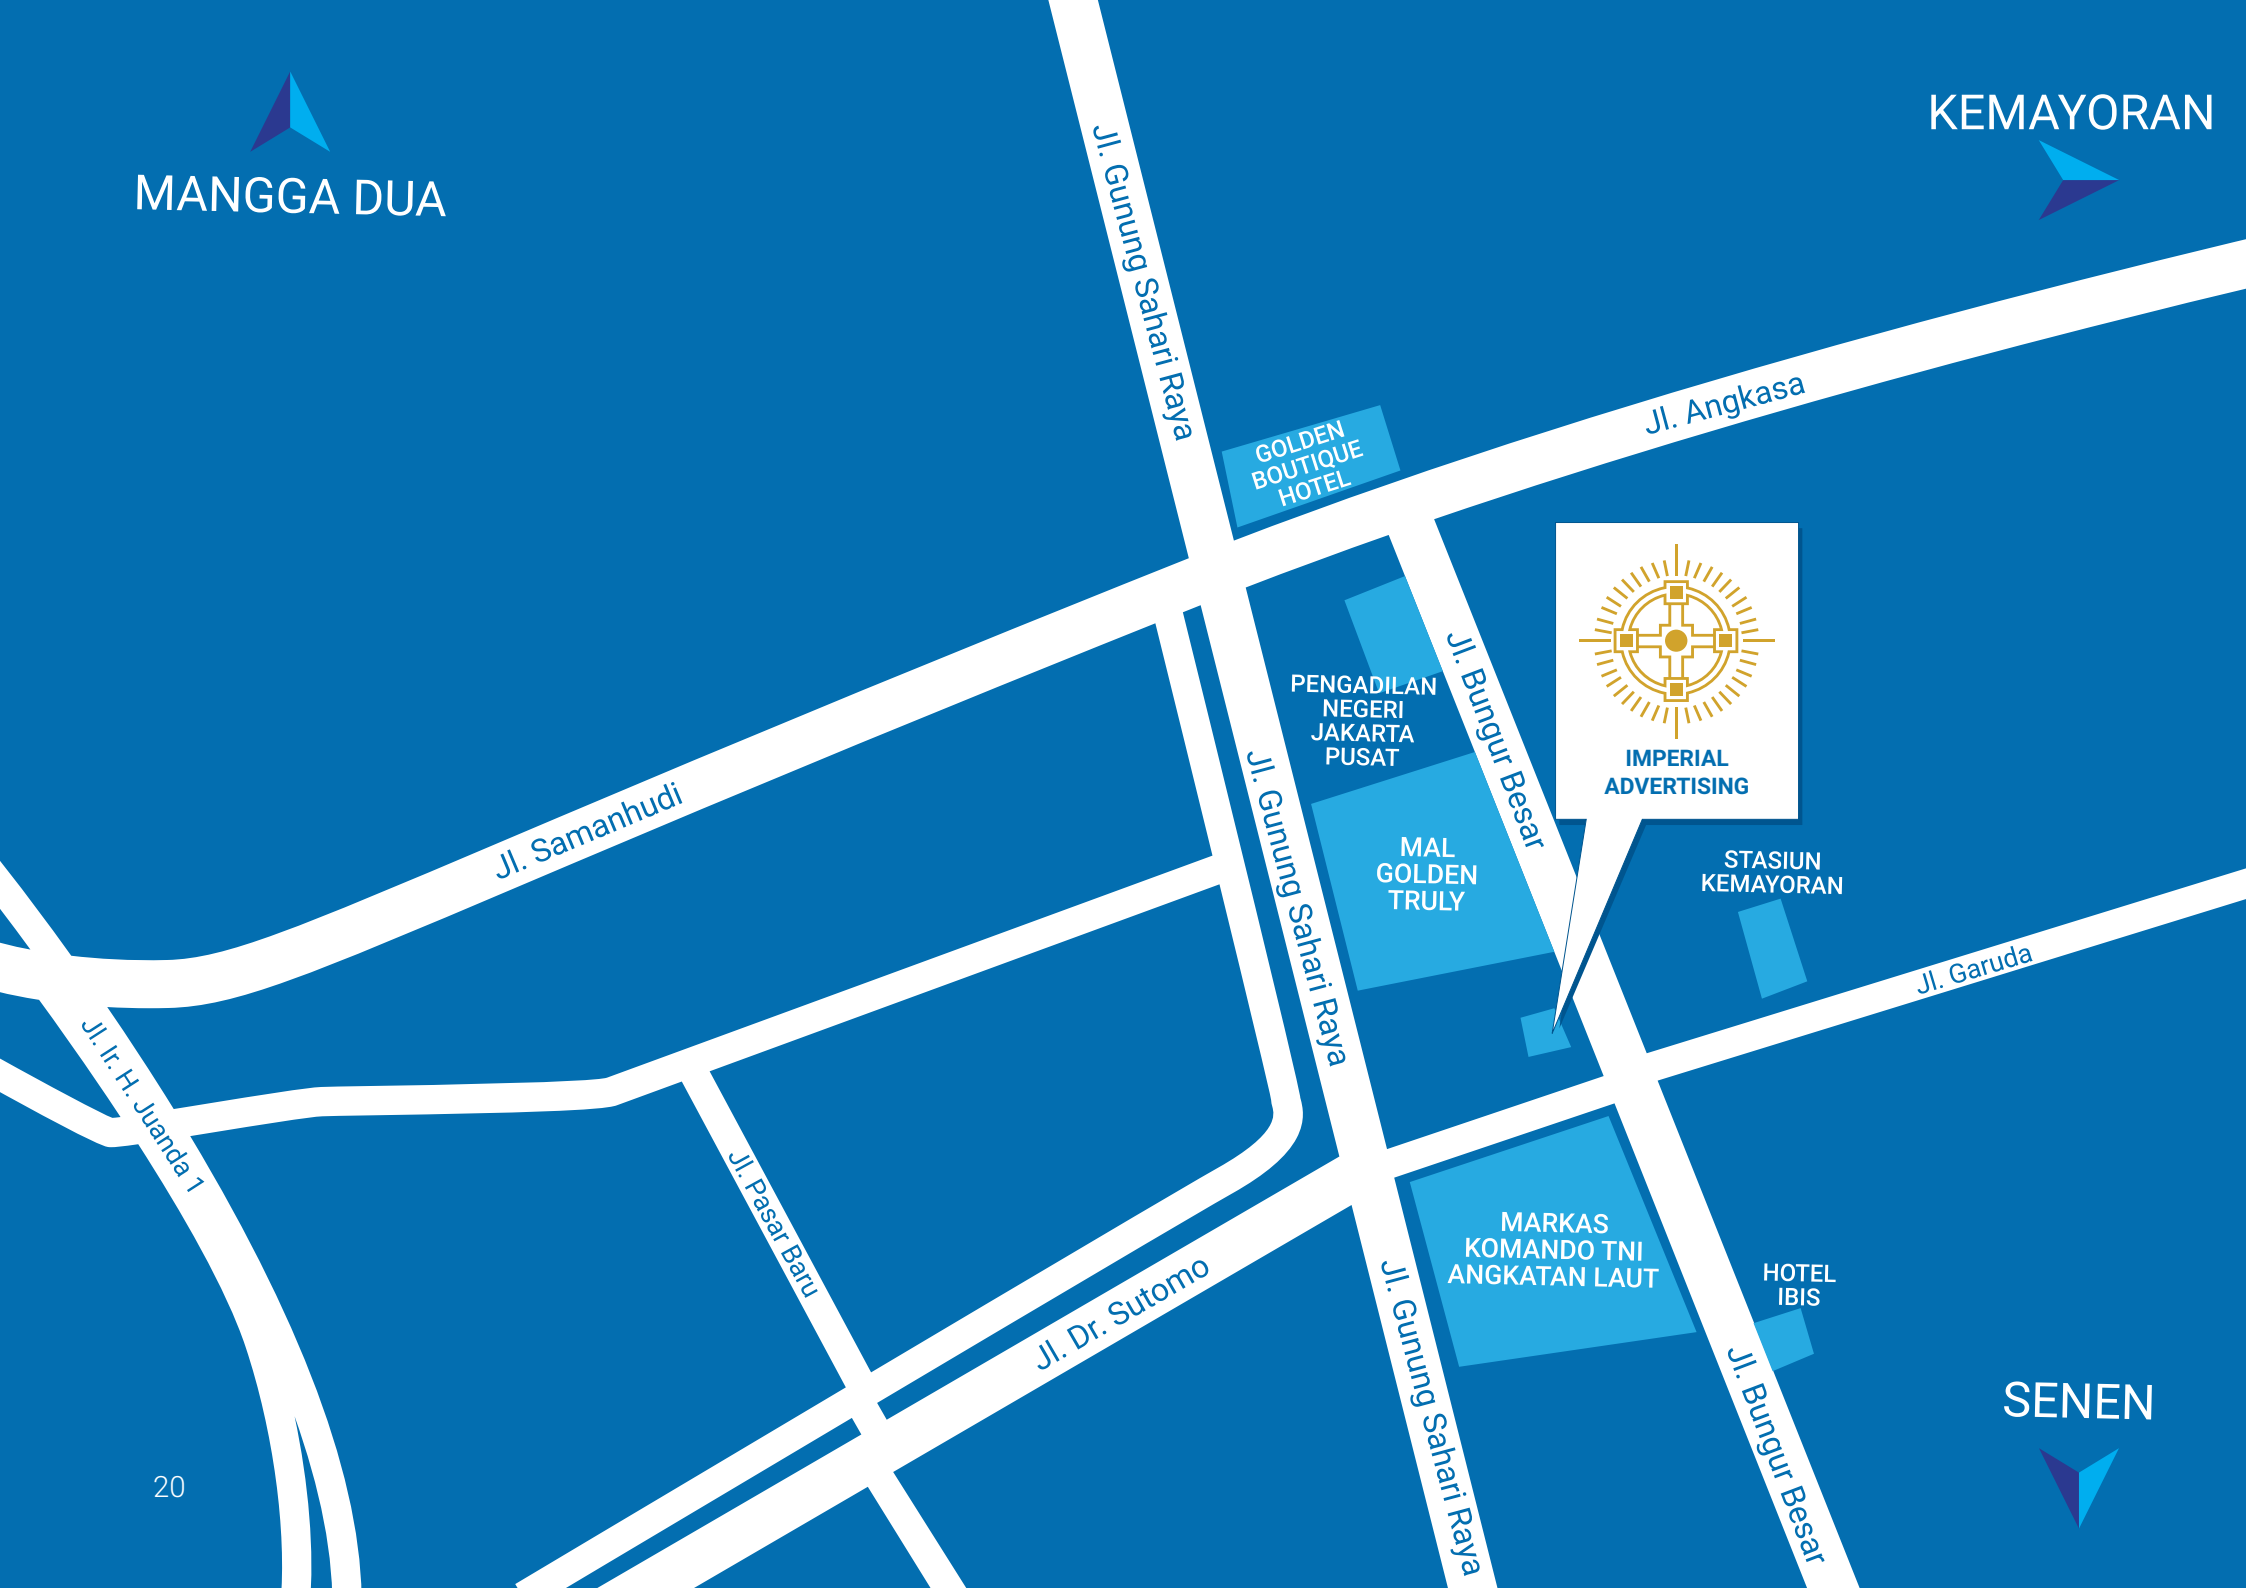 KEMAYORAN
MANGGA DUA
Jl. Gunung Sahari Raya
Jl. Angkasa
GOLDEN
BOUTIQUE
HOTEL
Jl. Bungur Besar
PENGADILAN
NEGERI
JAKARTA
PUSAT
IMPERIAL
ADVERTISING
Jl. Samanhudi
Jl. Gunung Sahari Raya
MAL
GOLDEN
TRULY
STASIUN
KEMAYORAN
Jl. Garuda
Jl. Ir. H. Juanda 1
Jl. Pasar Baru
Jl. Dr. Sutomo
MARKAS
KOMANDO TNI
ANGKATAN LAUT
HOTEL
IBIS
Jl. Gunung Sahari Raya
Jl. Bungur Besar
SENEN
20